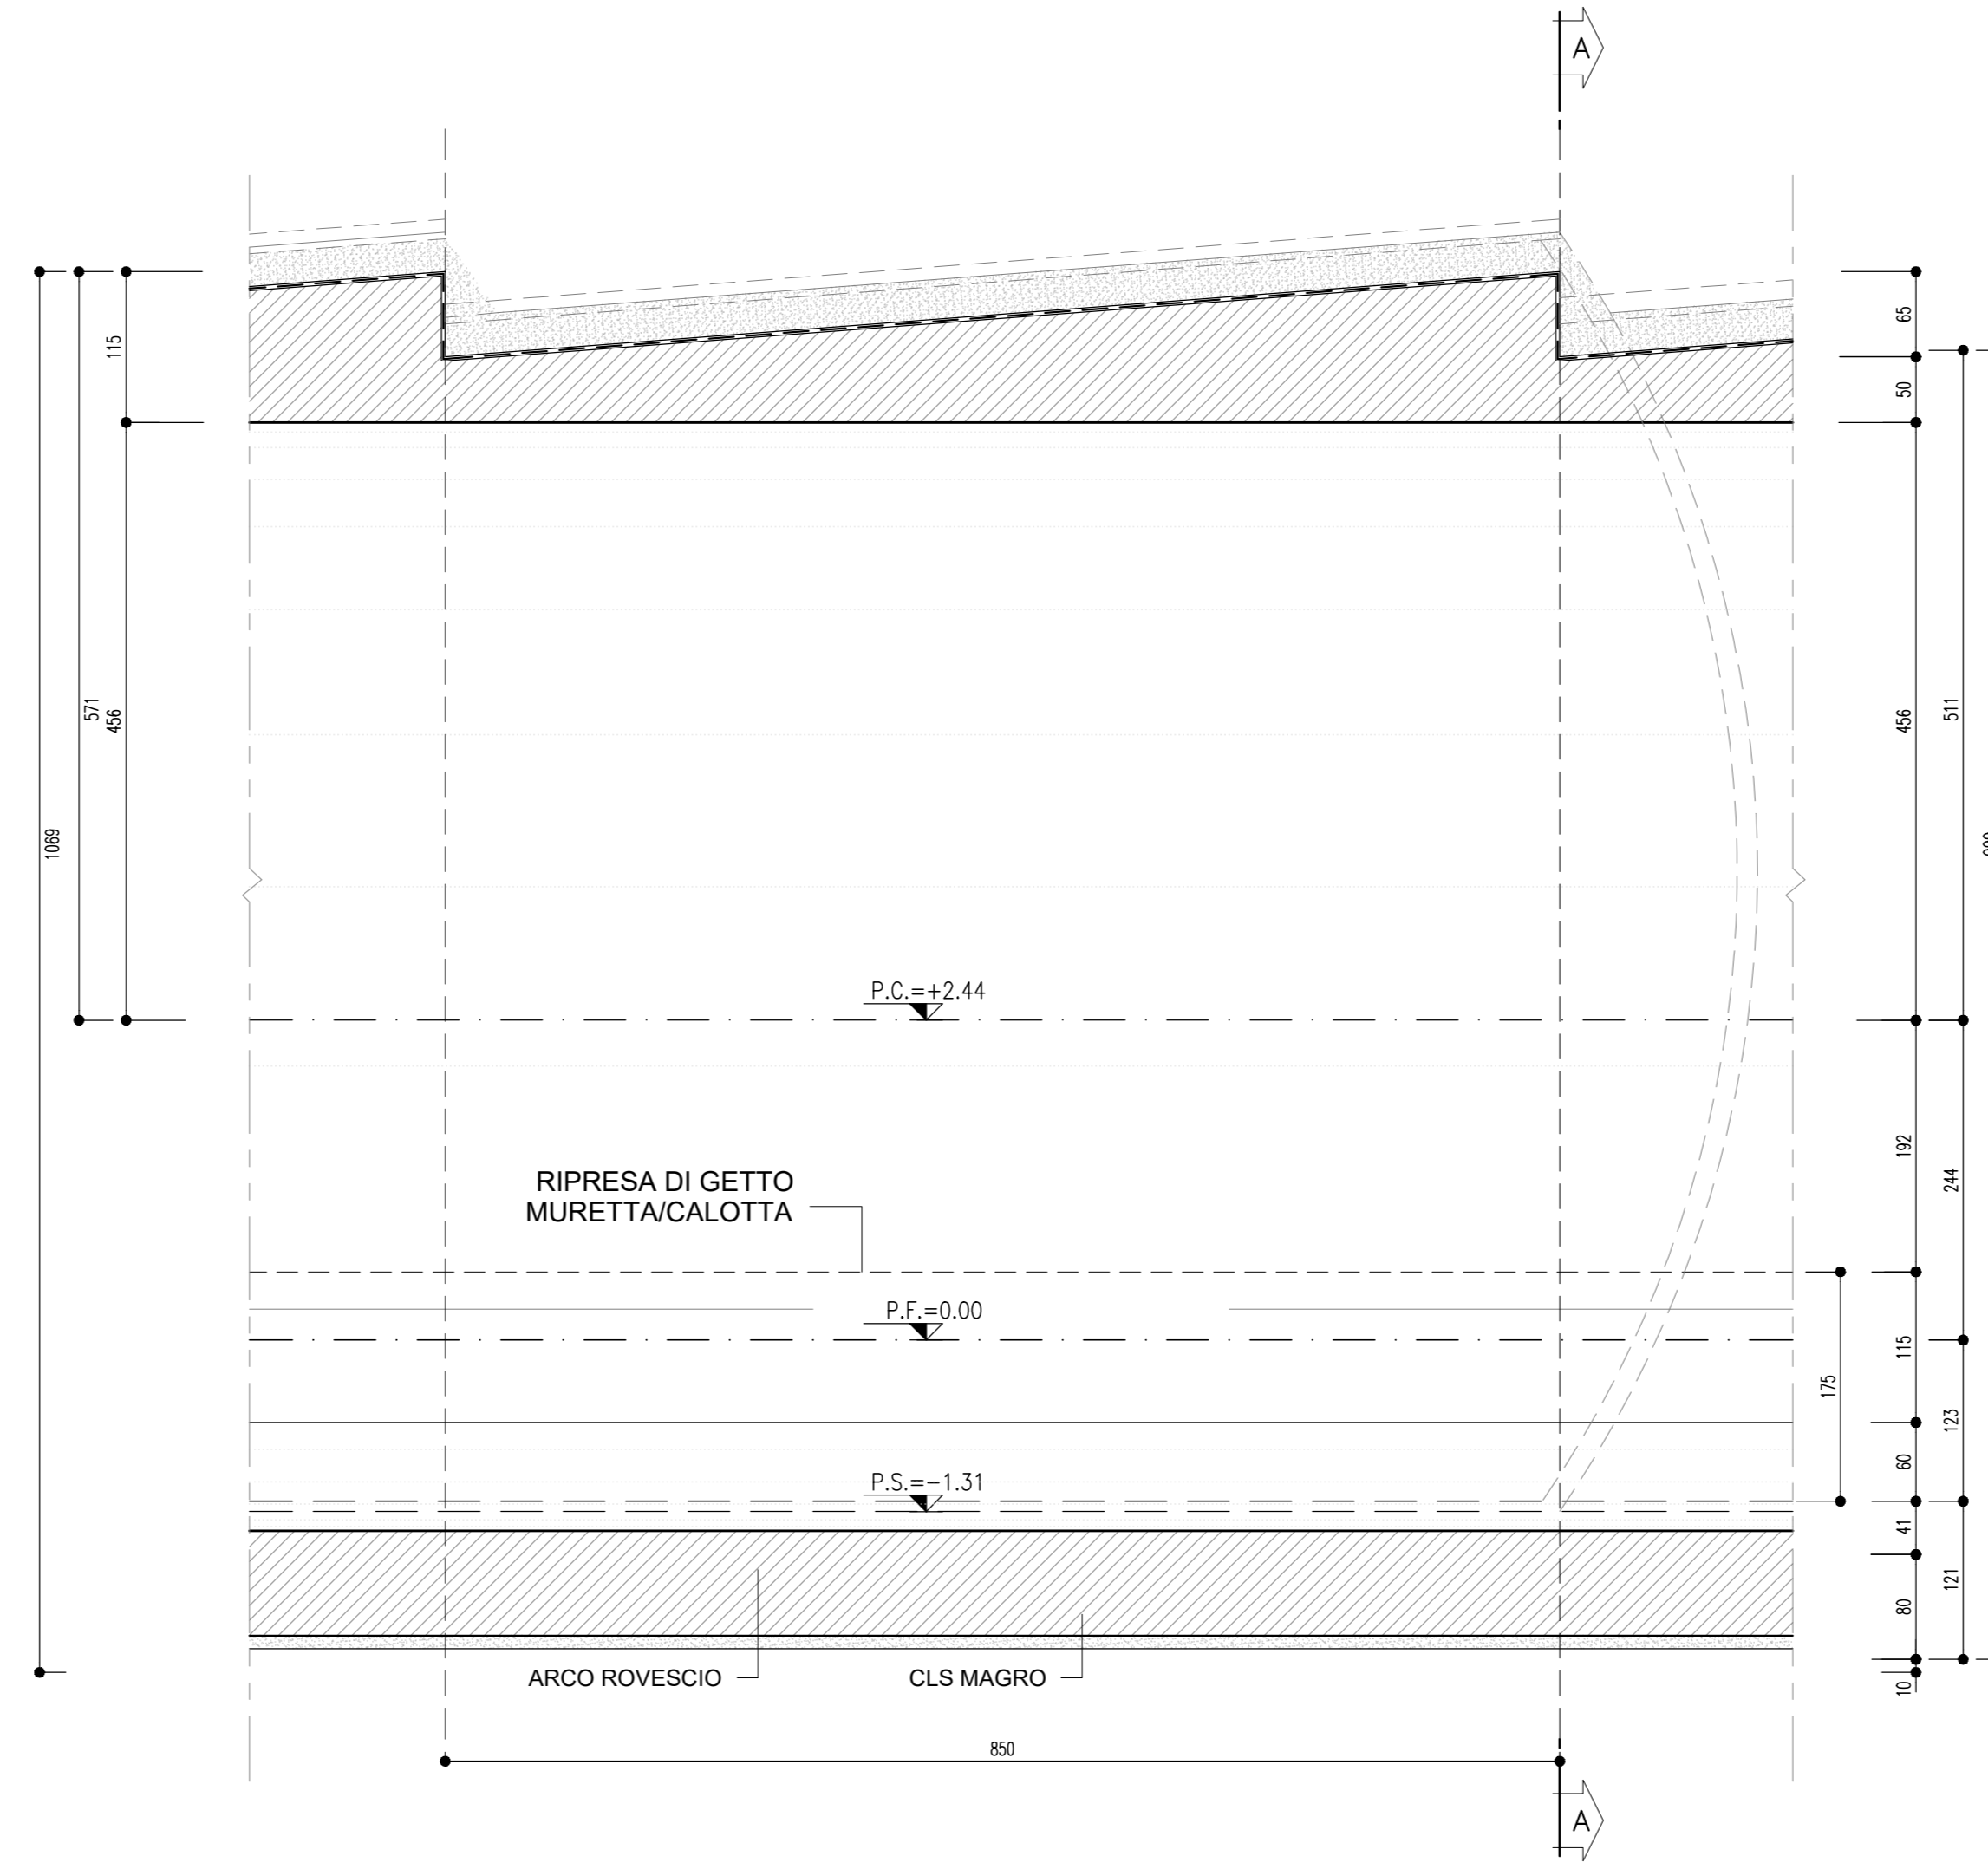 A
115
571
456
1069
65
50
456
511
P.C.=+2.44
192
244
RIPRESA DI GETTO
MURETTA/CALOTTA
P.F.=0.00
115
175
123
60
P.S.=-1.31
41
121
80
10
ARCO ROVESCIO
CLS MAGRO
850
A